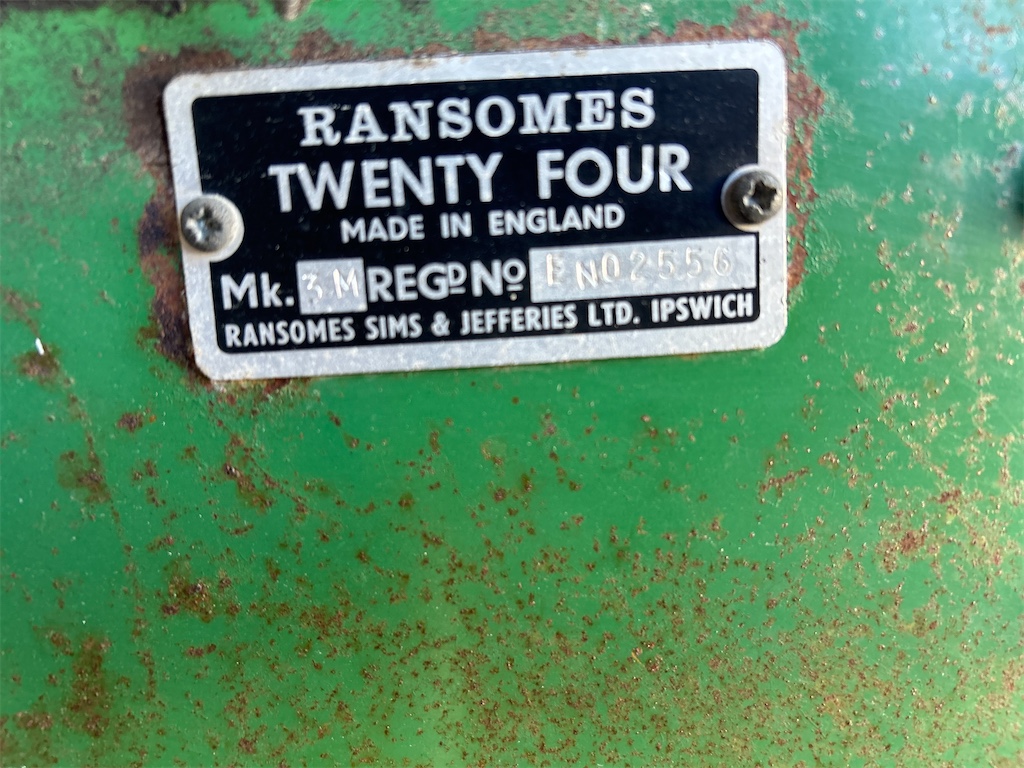 RANSOMES
TWENTY FOUR
MADE IN ENGLAND
Mk. 3M REGD No EN02556
RANSOMES SIMS & JEFFERIES LTD. IPSWICH